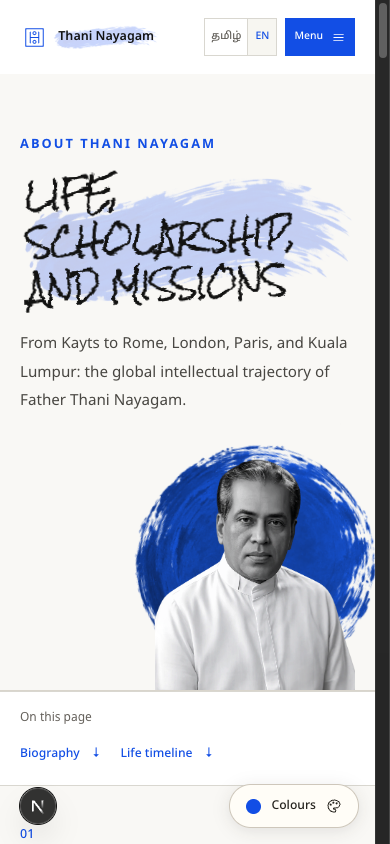 Thani Nayagam
தமிழ்
EN
Menu
ABOUT THANI NAYAGAM
LIFE,
SCHOLARSHIP,
AND MISSIONS
From Kayts to Rome, London, Paris, and Kuala
Lumpur: the global intellectual trajectory of
Father Thani Nayagam.
On this page
Biography ↓ Life timeline ↓
N
Colours
01